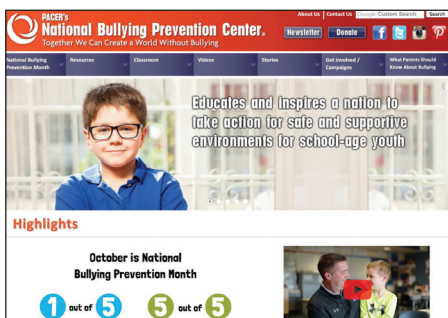 About Us | Contact Us Google Custom Search Search
PACER's
National Bullying Prevention Center®
Together We Can Create a World Without Bullying
Newsletter Donate
National Bullying Prevention Month
Resources
Classroom
Videos
Stories
Get Involved / Campaigns
What Parents Should Know About Bullying
Educates and inspires a nation to
take action for safe and supportive
environments for school-age youth
Highlights
October is National
Bullying Prevention Month
1 out of 5 5 out of 5